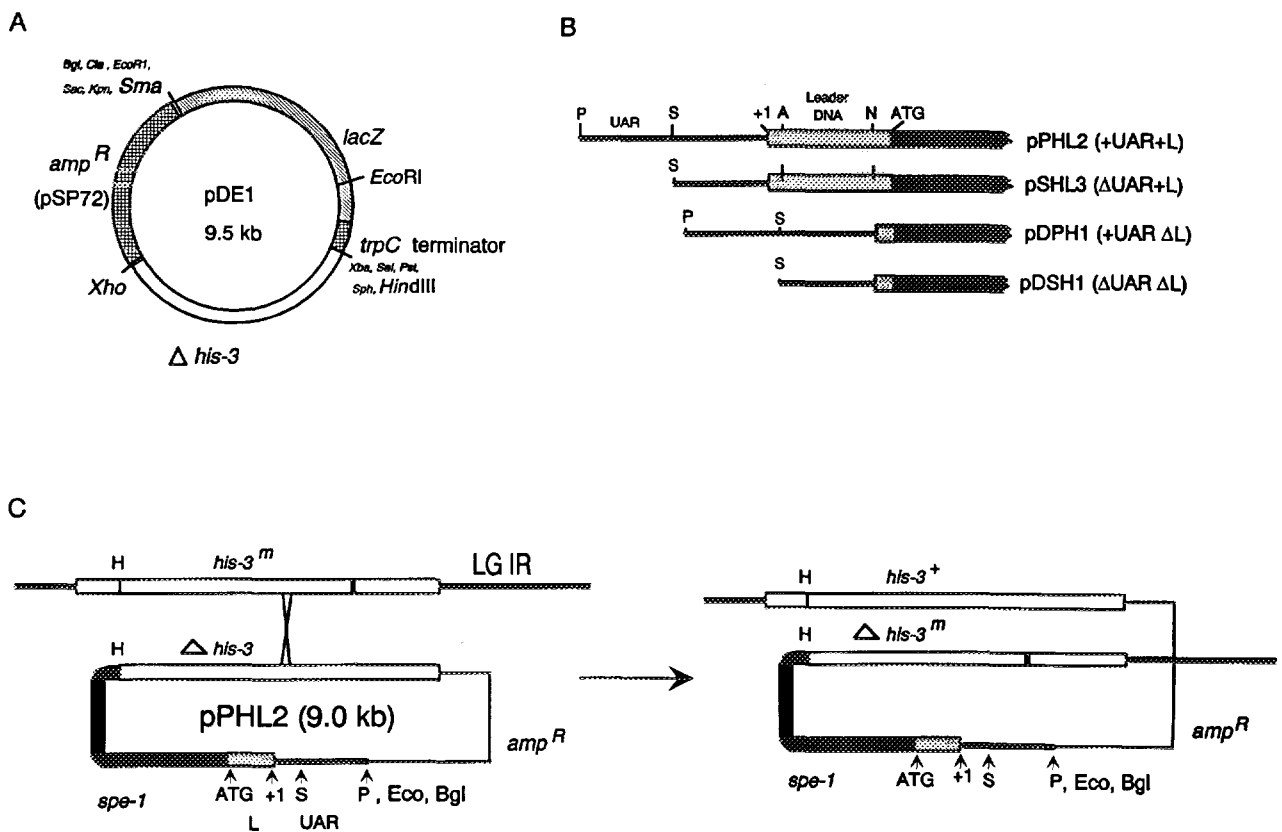 A
Bgl, Cla, EcoR1,
Sac, Kpn, Sma
lacZ
amp R
EcoRI
(pSP72)
pDE1
9.5 kb
trpC terminator
Xba, Sal, Pst,
Sph, HindIII
Xho
Δ his-3
B
P UAR S +1 A Leader DNA N ATG
pPHL2 (+UAR+L)
S
pSHL3 (ΔUAR+L)
P S
pDPH1 (+UAR ΔL)
S
pDSH1 (ΔUAR ΔL)
C
H his-3 m LG IR
H Δ his-3
pPHL2 (9.0 kb)
amp R
spe-1 ATG +1 S P , Eco, Bgl
L UAR
H his-3 +
H Δ his-3 m
amp R
spe-1 ATG +1 S P, Eco, Bgl